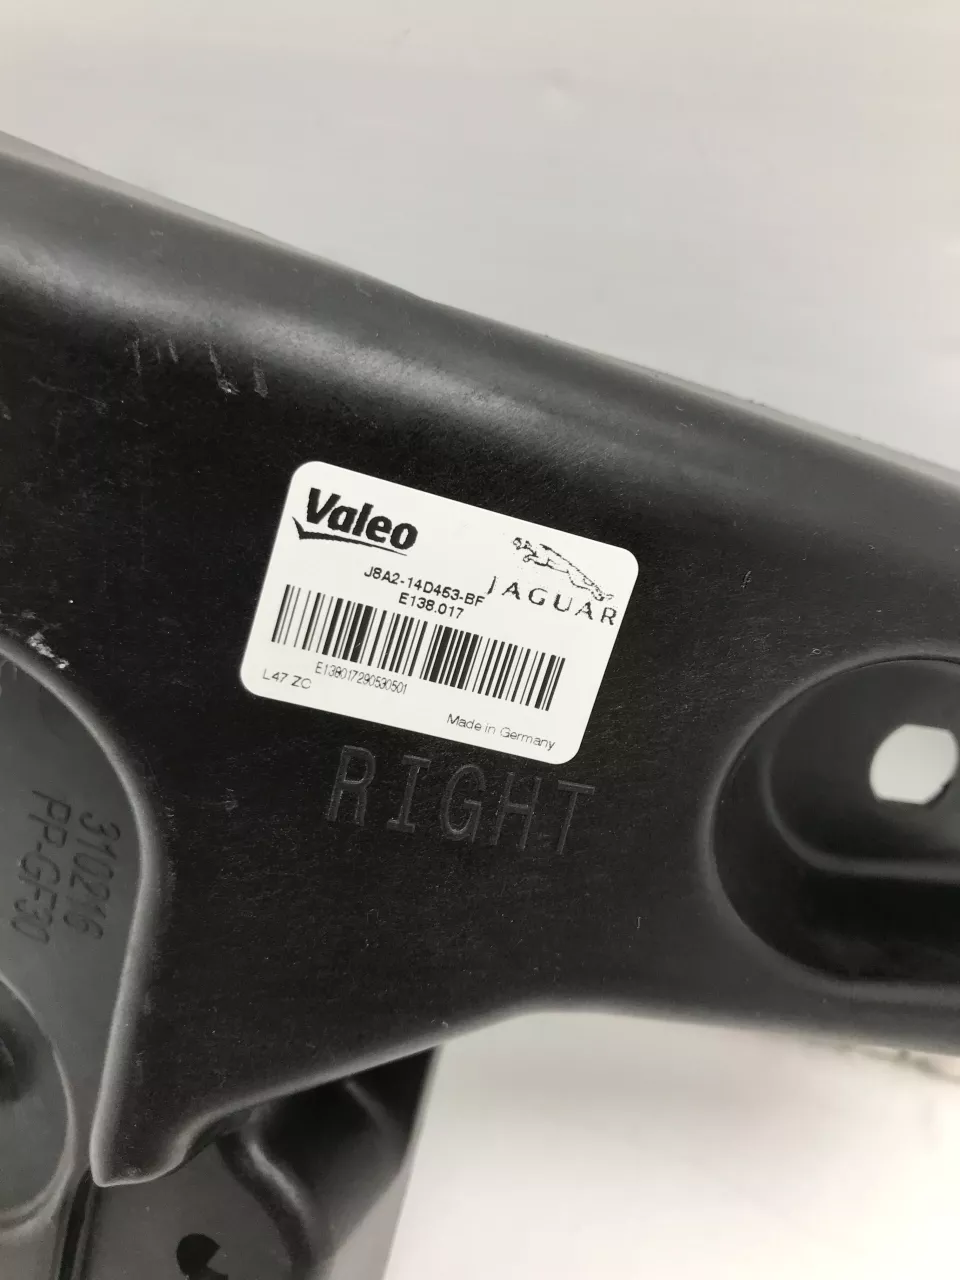 Valeo
JAGUAR
J8A2-14D453-BF
E138.017
E138017290530501
L47 ZC
Made in Germany
RIGHT
310216
PP-GF30